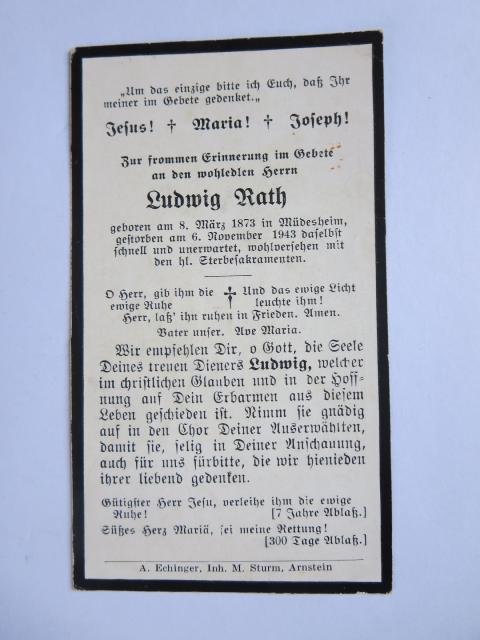 „Um das einzige bitte ich Euch, daß Ihr
meiner im Gebete gedenket.„
Jesus! † Maria! † Joseph!
Zur frommen Erinnerung im Gebete
an den wohledlen Herrn
Ludwig Rath
geboren am 8. März 1873 in Müdesheim,
gestorben am 6. November 1943 daselbst
schnell und unerwartet, wohlversehen mit
den hl. Sterbesakramenten.
O Herr, gib ihm die † Und das ewige Licht
ewige Ruhe leuchte ihm!
Herr, laß' ihn ruhen in Frieden. Amen.
Vater unser. Ave Maria.
Wir empfehlen Dir, o Gott, die Seele
Deines treuen Dieners Ludwig, welcher
im christlichen Glauben und in der Hoff-
nung auf Dein Erbarmen aus diesem
Leben geschieden ist. Nimm sie gnädig
auf in den Chor Deiner Auserwählten,
damit sie, selig in Deiner Anschauung,
auch für uns fürbitte, die wir hienieden
ihrer liebend gedenken.
Gütigster Herr Jesu, verleihe ihm die ewige
Ruhe! [7 Jahre Ablaß.]
Süßes Herz Mariä, sei meine Rettung!
[300 Tage Ablaß.]
A. Echinger, Inh. M. Sturm, Arnstein